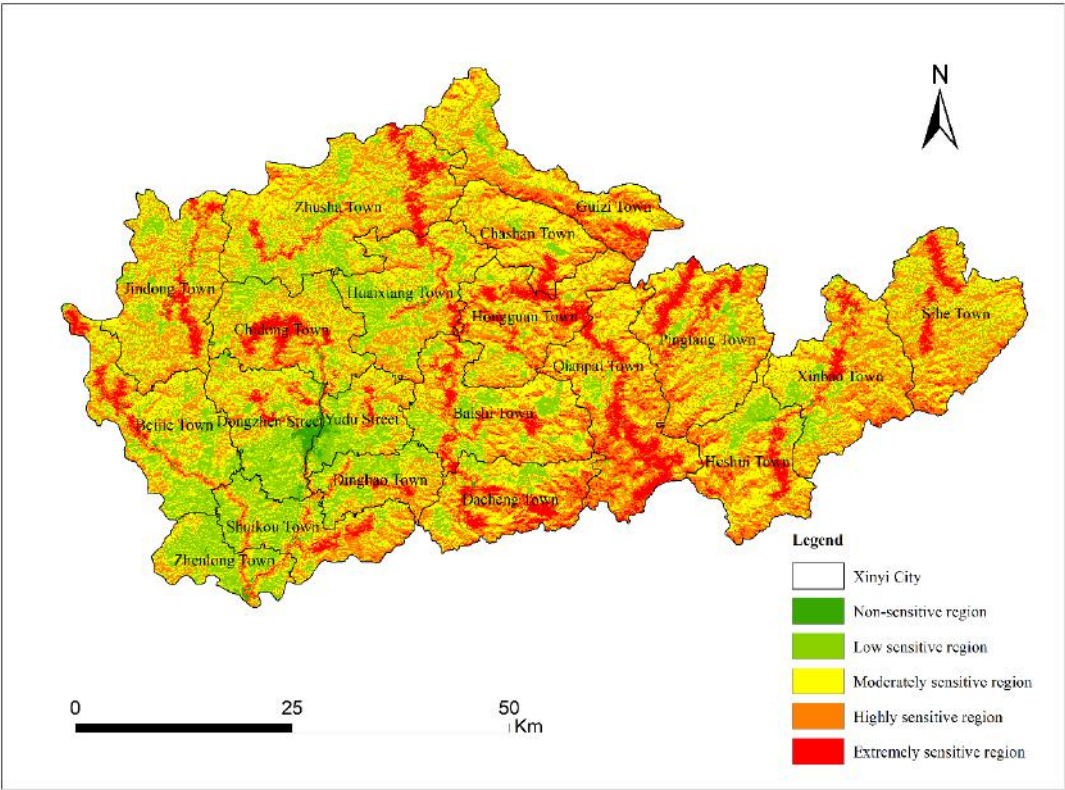 N
Guizi Town
Zhusha Town
Chashan Town
Jindong Town
Huaixiang Town
Hongguan Town
Sihe Town
Chidong Town
Pingtang Town
Qianpai Town
Xinbao Town
Beijie Town
Dongzhen Street
Yudu Street
Baishi Town
Heshui Town
Dinghao Town
Dacheng Town
Shuikou Town
Zhenlong Town
Legend
Xinyi City
Non-sensitive region
Low sensitive region
Moderately sensitive region
Highly sensitive region
Extremely sensitive region
0
25
50
Km